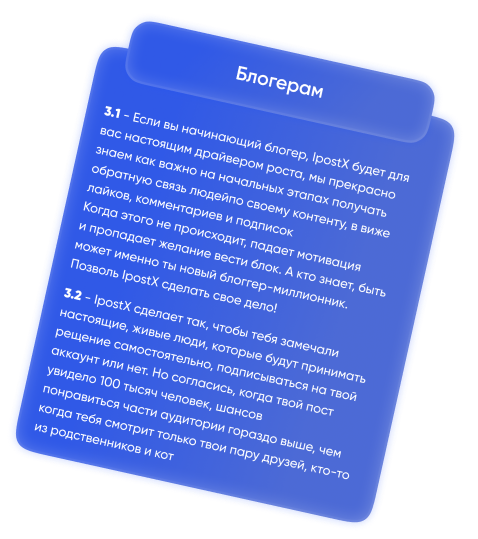 Блогерам
3.1 - Если вы начинающий блогер, IpostX будет для
вас настоящим драйвером роста, мы прекрасно
знаем как важно на начальных этапах получать
обратную связь людейпо своему контенту, в виже
лайков, комментариев и подписок
Когда этого не происходит, падает мотивация
и пропадает желание вести блок. А кто знает, быть
может именно ты новый блоггер-миллионник.
Позволь IpostX сделать свое дело!
3.2 - IpostX сделает так, чтобы тебя замечали
настоящие, живые люди, которые будут принимать
рещение самостоятельно, подписываться на твой
аккаунт или нет. Но согласись, когда твой пост
увидело 100 тысяч человек, шансов
понравиться части аудитории гораздо выше, чем
когда тебя смотрит только твои пару друзей, кто-то
из родственников и кот